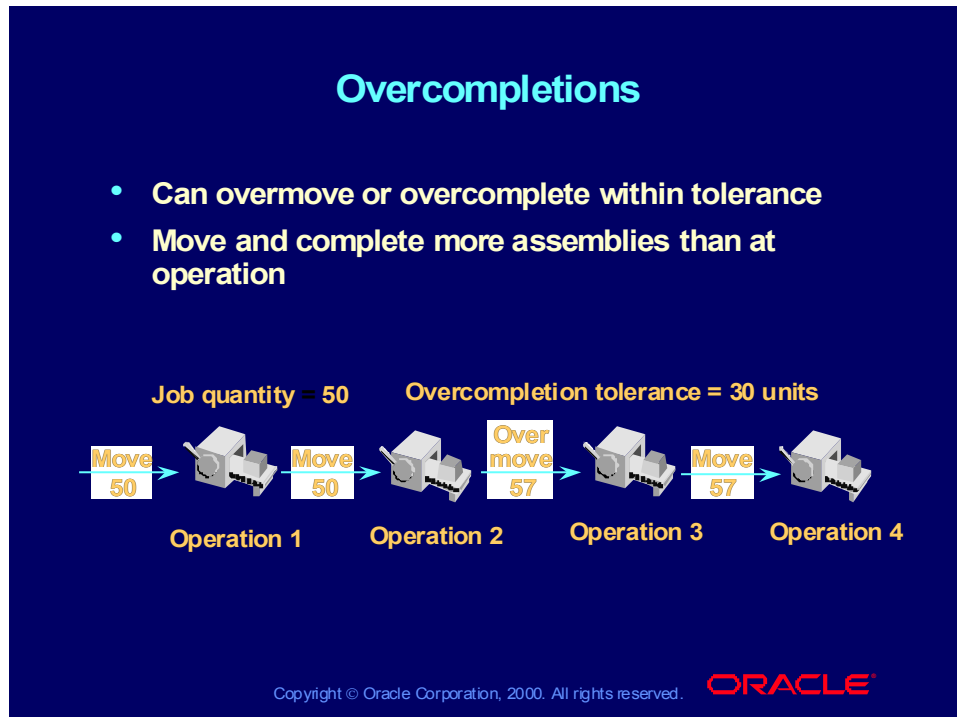 Overcompletions
• Can overmove or overcomplete within tolerance
• Move and complete more assemblies than at
operation
Job quantity = 50
Overcompletion tolerance = 30 units
Move
50
Move
50
Over
move
57
Move
57
Operation 1
Operation 2
Operation 3
Operation 4
Copyright © Oracle Corporation, 2000. All rights reserved.
ORACLE®